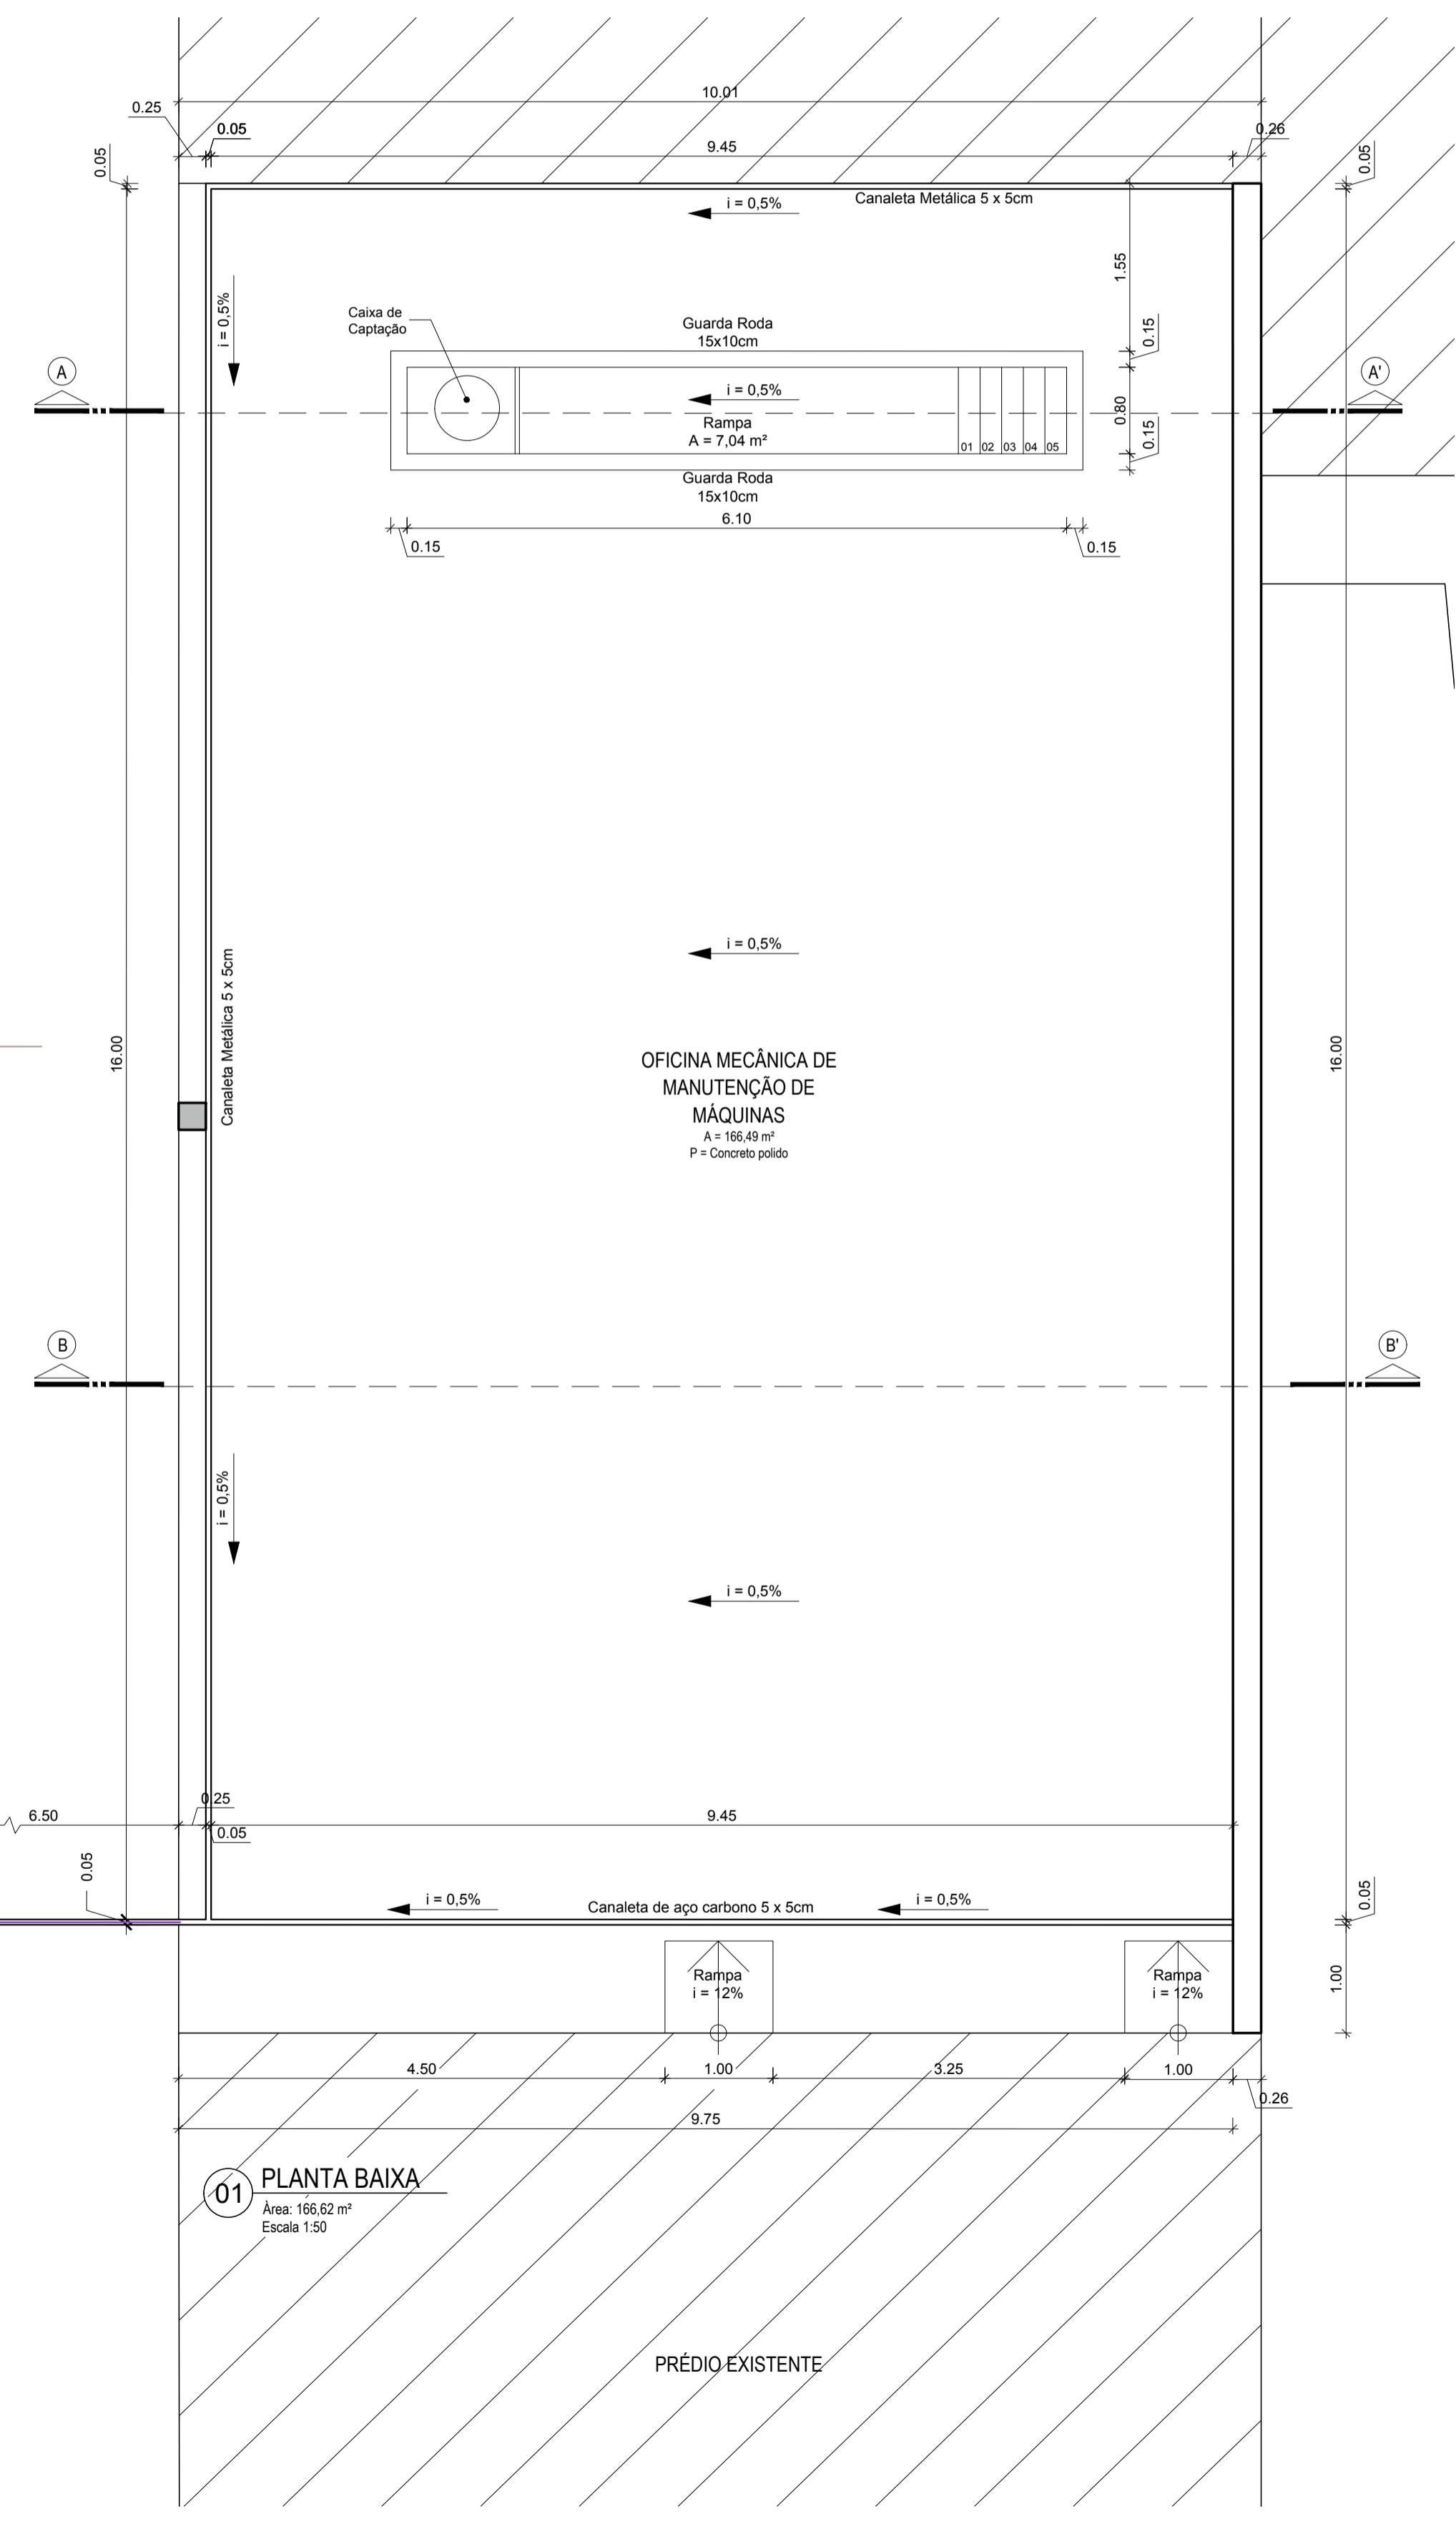 10.01
0.25
0.05
9.45
0.26
0.05
0.05
i = 0,5%
Canaleta Metálica 5 x 5cm
1.55
i = 0,5%
Caixa de
Captação
Guarda Roda
15x10cm
0.15
A
A'
i = 0,5%
Rampa
A = 7,04 m²
0.80
0.15
01 02 03 04 05
Guarda Roda
15x10cm
6.10
0.15
0.15
i = 0,5%
Canaleta Metálica 5 x 5cm
16.00
16.00
OFICINA MECÂNICA DE
MANUTENÇÃO DE
MÁQUINAS
A = 166,49 m²
P = Concreto polido
B
B'
i = 0,5%
i = 0,5%
0.25
6.50
9.45
0.05
0.05
i = 0,5%
Canaleta de aço carbono 5 x 5cm
i = 0,5%
0.05
Rampa
i = 12%
Rampa
i = 12%
1.00
4.50
1.00
3.25
1.00
0.26
9.75
01
PLANTA BAIXA
Àrea: 166,62 m²
Escala 1:50
PRÉDIO EXISTENTE